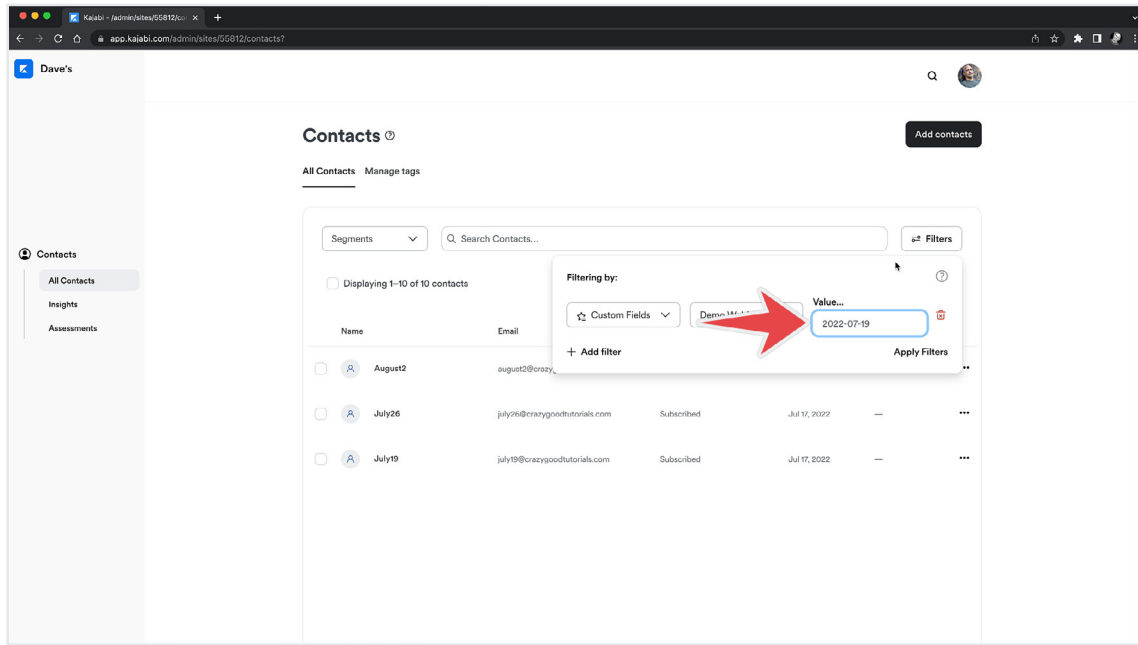 Kajabi - /admin/sites/55812/co
app.kajabi.com/admin/sites/55812/contacts?
Dave's
Contacts
Add contacts
All Contacts Manage tags
Segments
Search Contacts...
Filters
Contacts
All Contacts
Insights
Assessments
Displaying 1–10 of 10 contacts
Filtering by:
Value...
Custom Fields
Demo
2022-07-19
Add filter
Apply Filters
Name Email
August2 august2@crazy
July26 july26@crazygoodtutorials.com Subscribed Jul 17, 2022 —
July19 july19@crazygoodtutorials.com Subscribed Jul 17, 2022 —